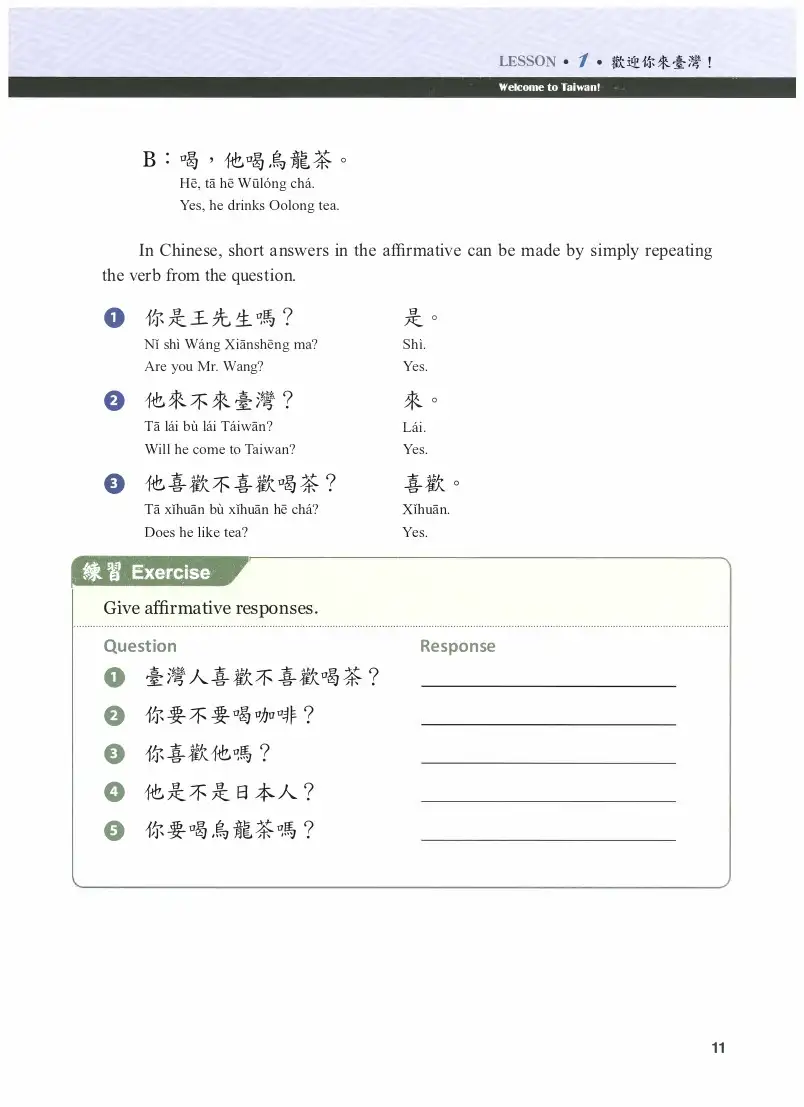 LESSON • 1 • 歡迎你來臺灣！
Welcome to Taiwan!
B：喝，他喝烏龍茶。
Hē, tā hē Wūlóng chá.
Yes, he drinks Oolong tea.
In Chinese, short answers in the affirmative can be made by simply repeating
the verb from the question.
1 你是王先生嗎？ 是。
Nǐ shì Wáng Xiānshēng ma? Shì.
Are you Mr. Wang? Yes.
2 他來不來臺灣？ 來。
Tā lái bù lái Táiwān? Lái.
Will he come to Taiwan? Yes.
3 他喜歡不喜歡喝茶？ 喜歡。
Tā xǐhuān bù xǐhuān hē chá? Xǐhuān.
Does he like tea? Yes.
練習 Exercise
Give affirmative responses.
Question Response
1 臺灣人喜歡不喜歡喝茶？
2 你要不要喝咖啡？
3 你喜歡他嗎？
4 他是不是日本人？
5 你要喝烏龍茶嗎？
11